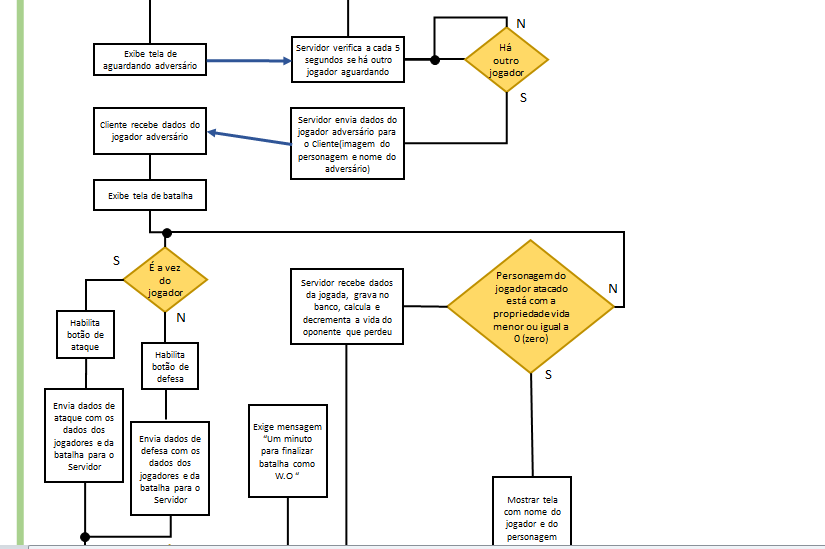 Exibe tela de
aguardando adversário
Servidor verifica a cada 5
segundos se há outro
jogador aguardando
Há
outro
jogador
N
S
Cliente recebe dados do
jogador adversário
Servidor envia dados do
jogador adversário para
o Cliente(imagem do
personagem e nome do
adversário)
Exibe tela de batalha
S
É a vez
do
jogador
N
Habilita
botão de
ataque
Habilita
botão de
defesa
Envia dados de
ataque com os
dados dos
jogadores e da
batalha para o
Servidor
Envia dados de
defesa com os
dados dos
jogadores e da
batalha para o
Servidor
Servidor recebe dados
da jogada, grava no
banco, calcula e
decrementa a vida do
oponente que perdeu
Personagem do
jogador atacado
está com a
propriedade vida
menor ou igual a
0 (zero)
N
S
Exige mensagem
"Um minuto
para finalizar
batalha como
W.O "
Mostrar tela
com nome do
jogador e do
personagem